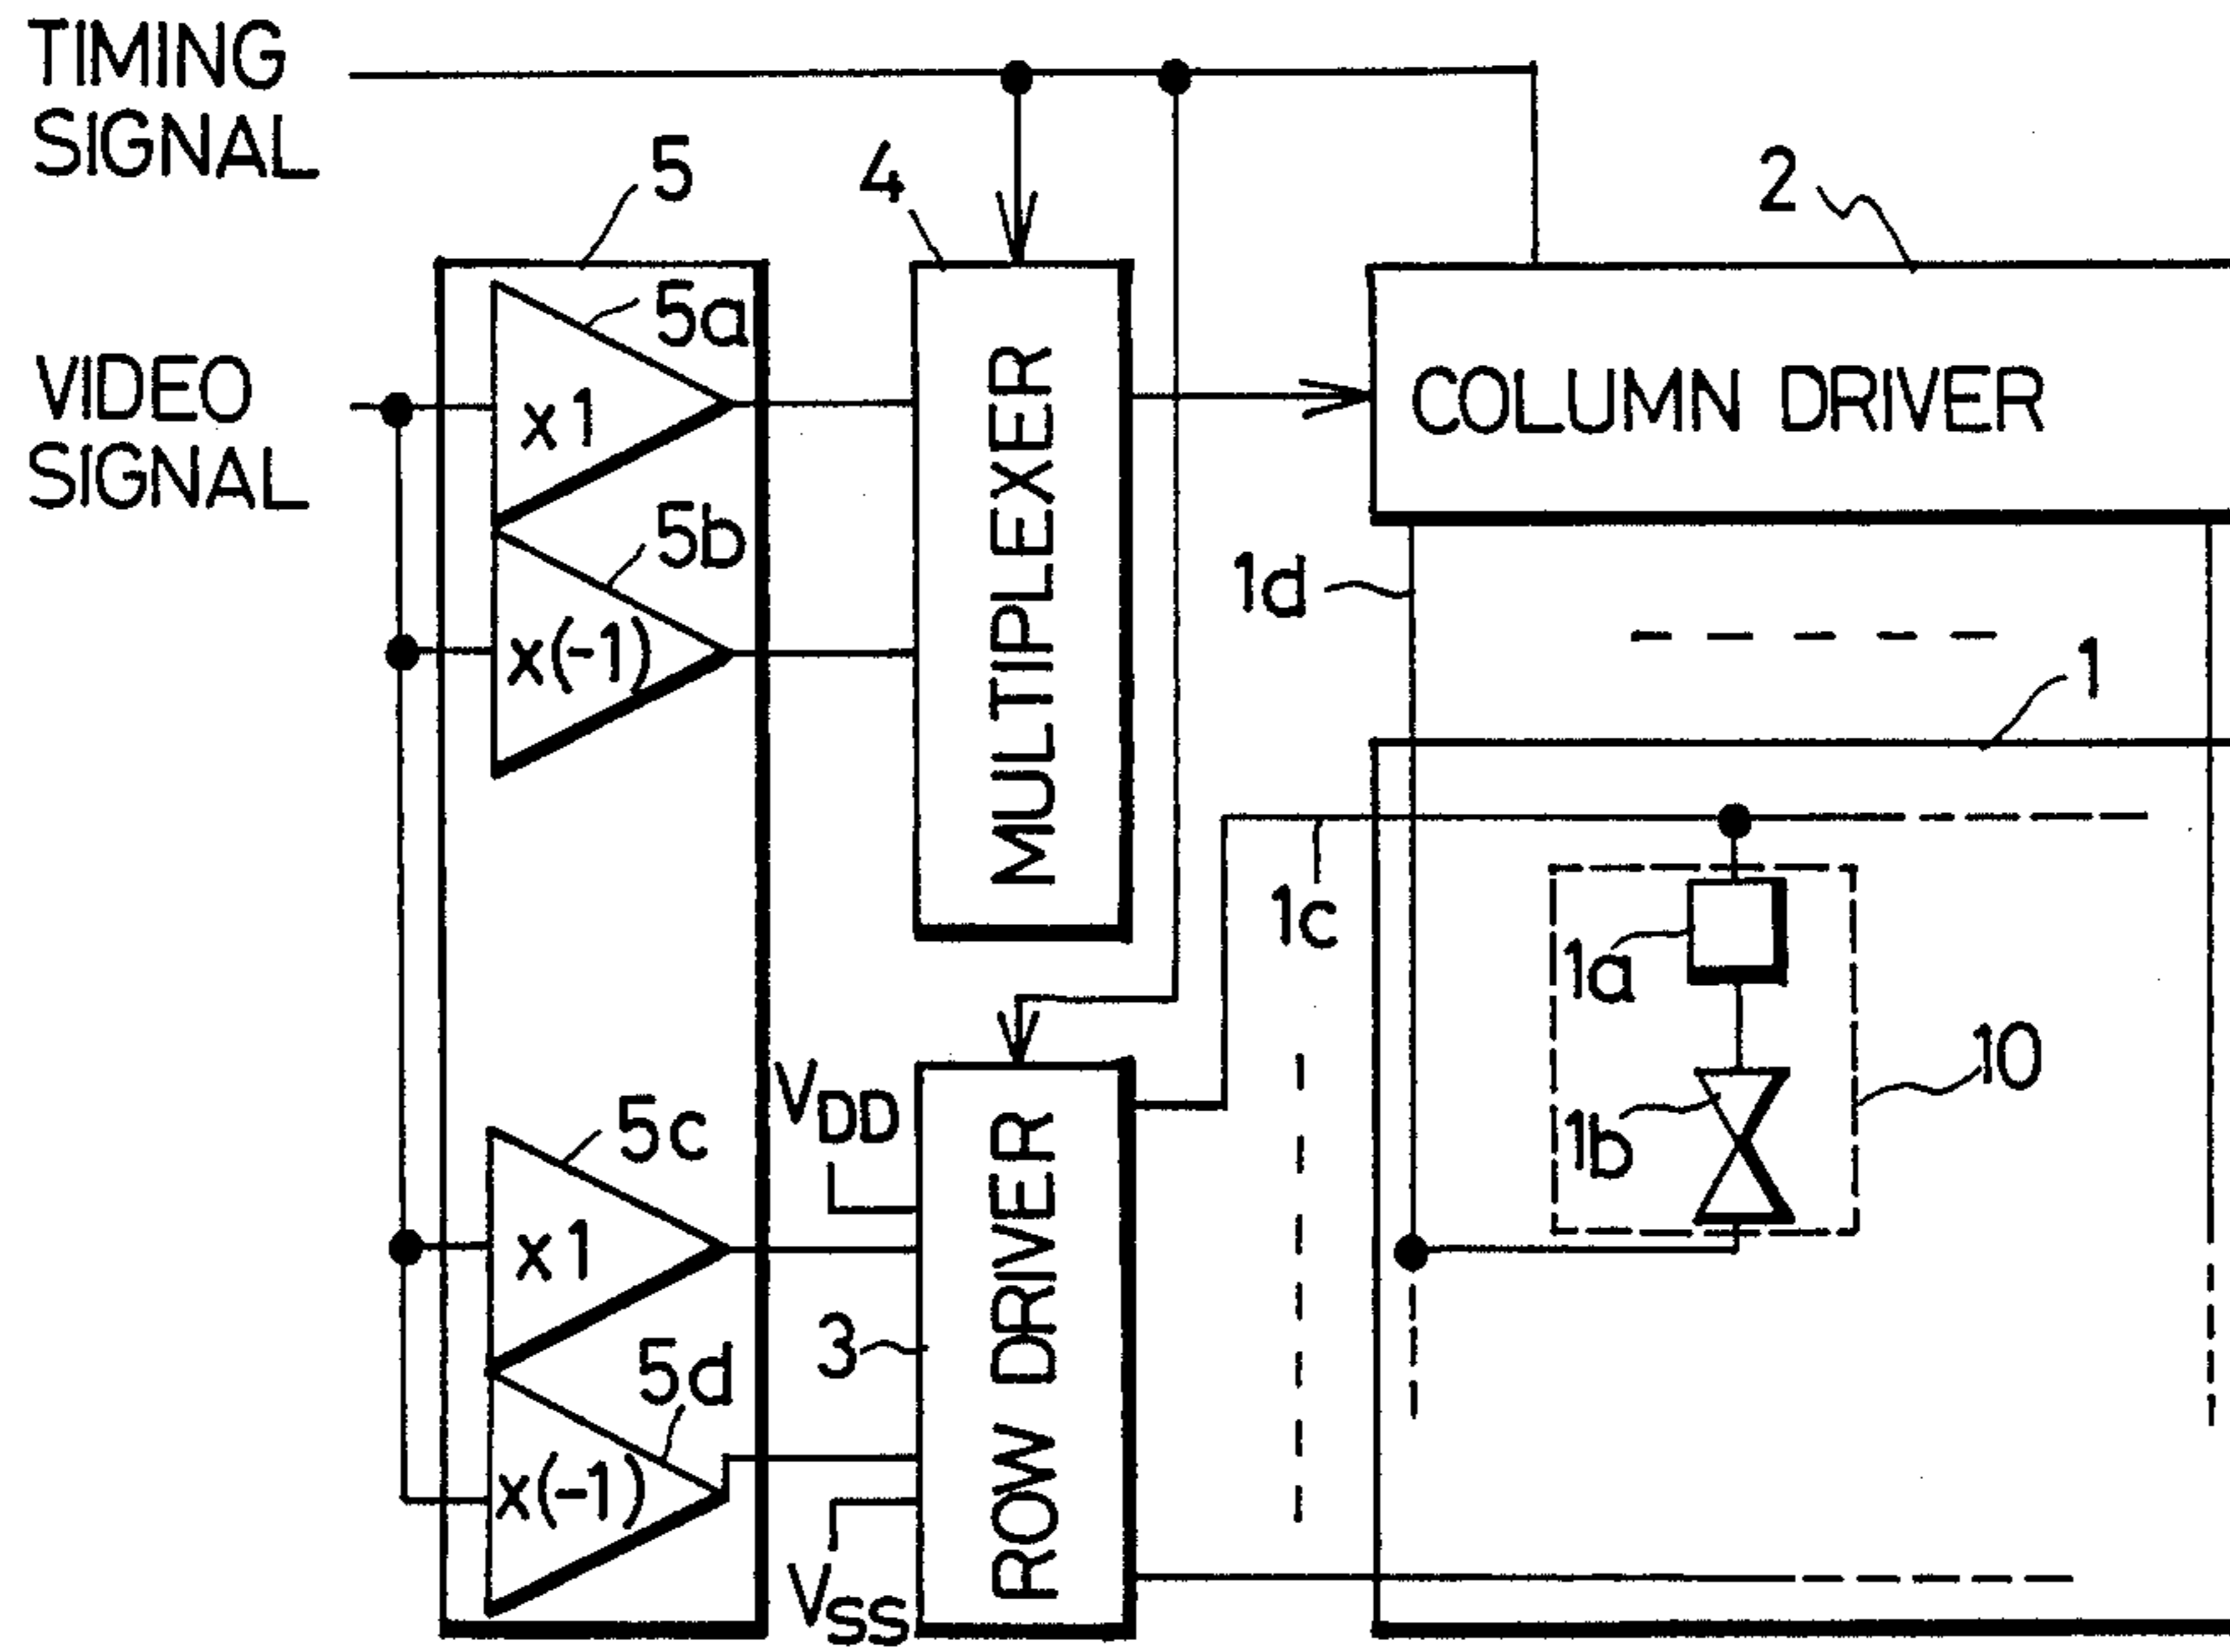 TIMING
SIGNAL
5
4
2
5a
VIDEO
SIGNAL
x1
MULTIPLEXER
COLUMN DRIVER
5b
x(-1)
1d
1
1c
1a
10
1b
VDD
5c
x1
3
ROW DRIVER
5d
x(-1)
VSS